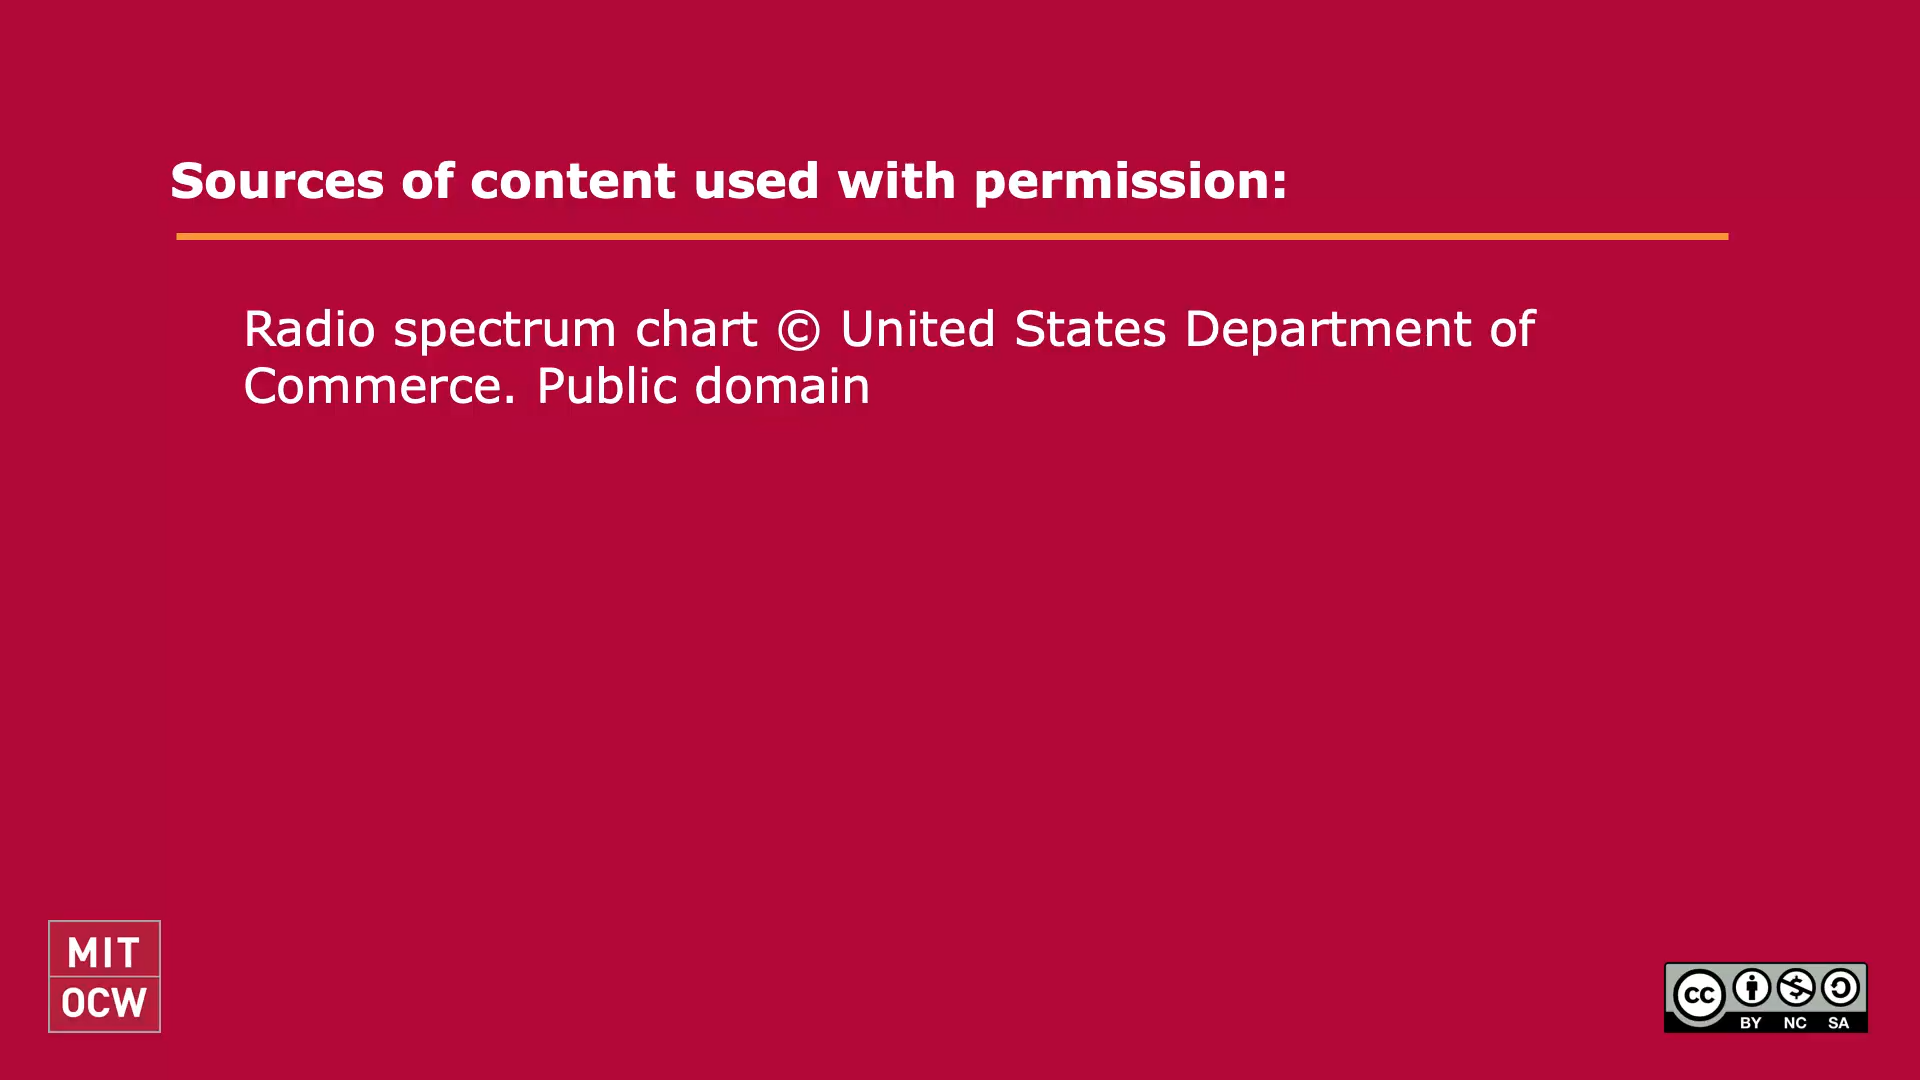 Sources of content used with permission:
Radio spectrum chart © United States Department of
Commerce. Public domain
MIT
OCW
cc
BY NC SA